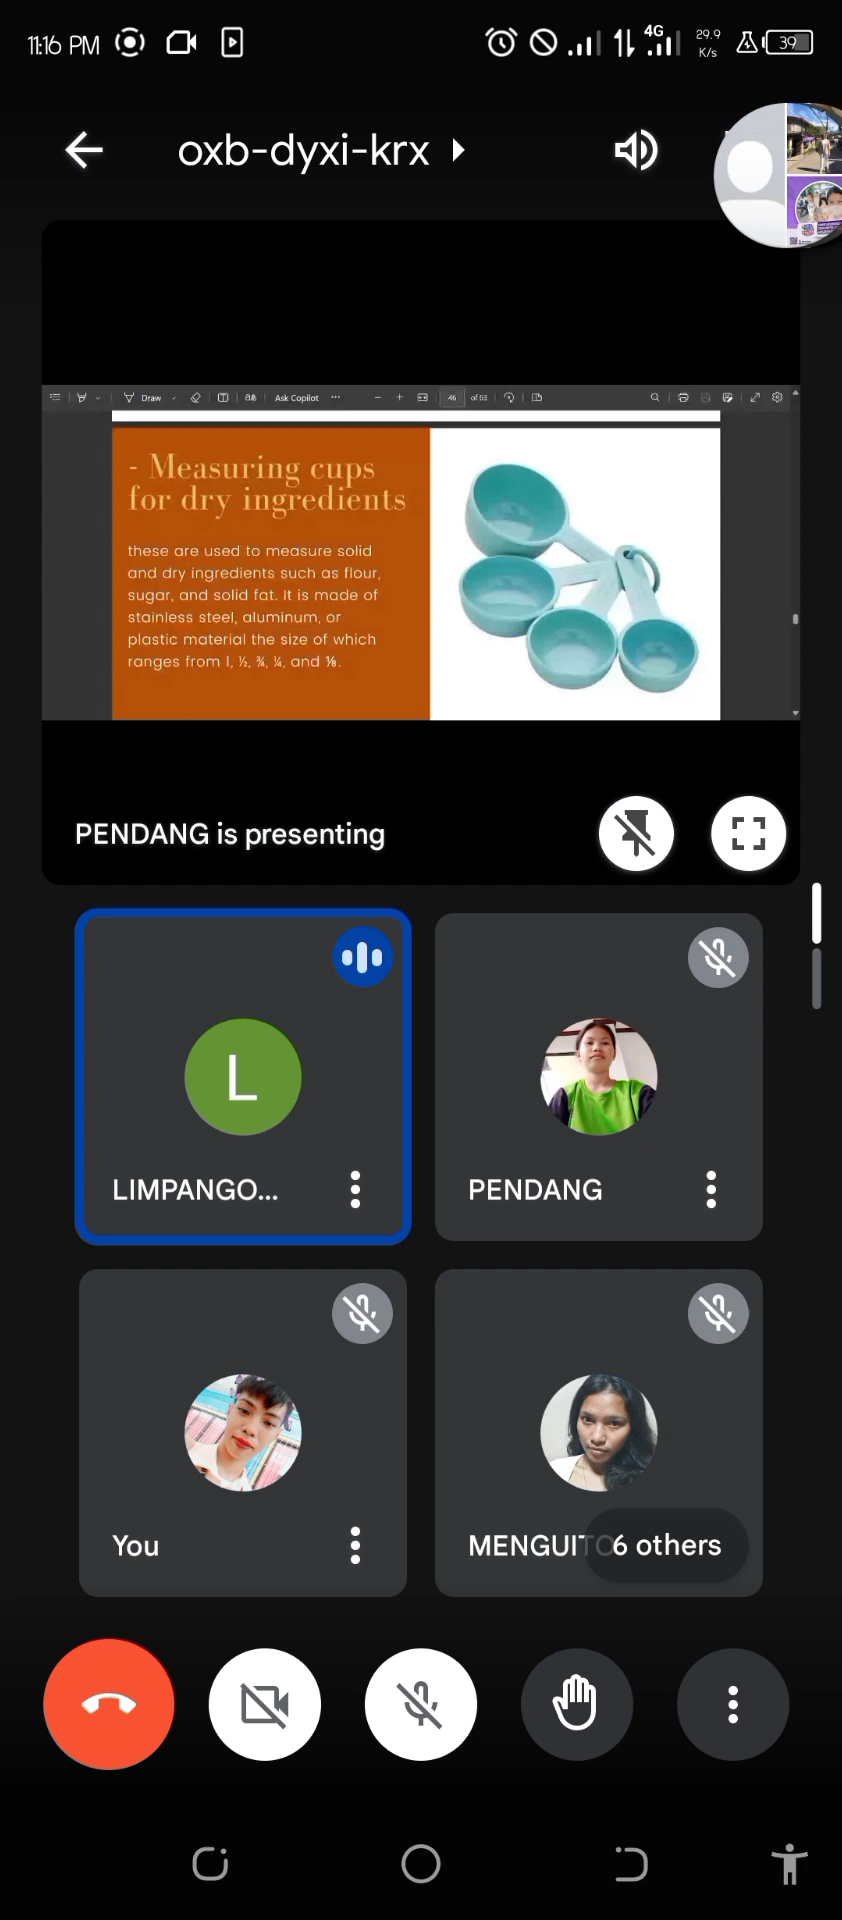 11:16 PM
4G
29.9
K/s
39
oxb-dyxi-krx
Draw
aあ
Ask Copilot
46
of 63
- Measuring cups
for dry ingredients
these are used to measure solid
and dry ingredients such as flour,
sugar, and solid fat. It is made of
stainless steel, aluminum, or
plastic material the size of which
ranges from 1, ½, ¾, ¼, and ⅛.
PENDANG is presenting
L
LIMPANGO...
PENDANG
You
MENGUITO
6 others